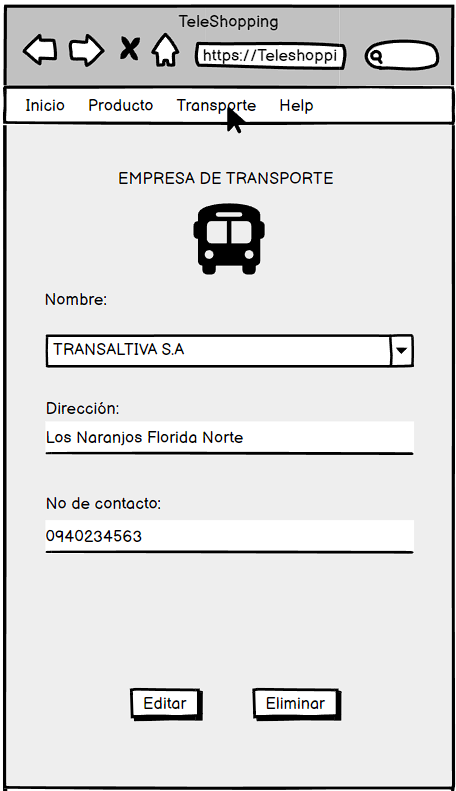 TeleShopping
https://Teleshoppi
Inicio Producto Transporte Help
EMPRESA DE TRANSPORTE
Nombre:
TRANSALTIVA S.A
Dirección:
Los Naranjos Florida Norte
No de contacto:
0940234563
Editar Eliminar